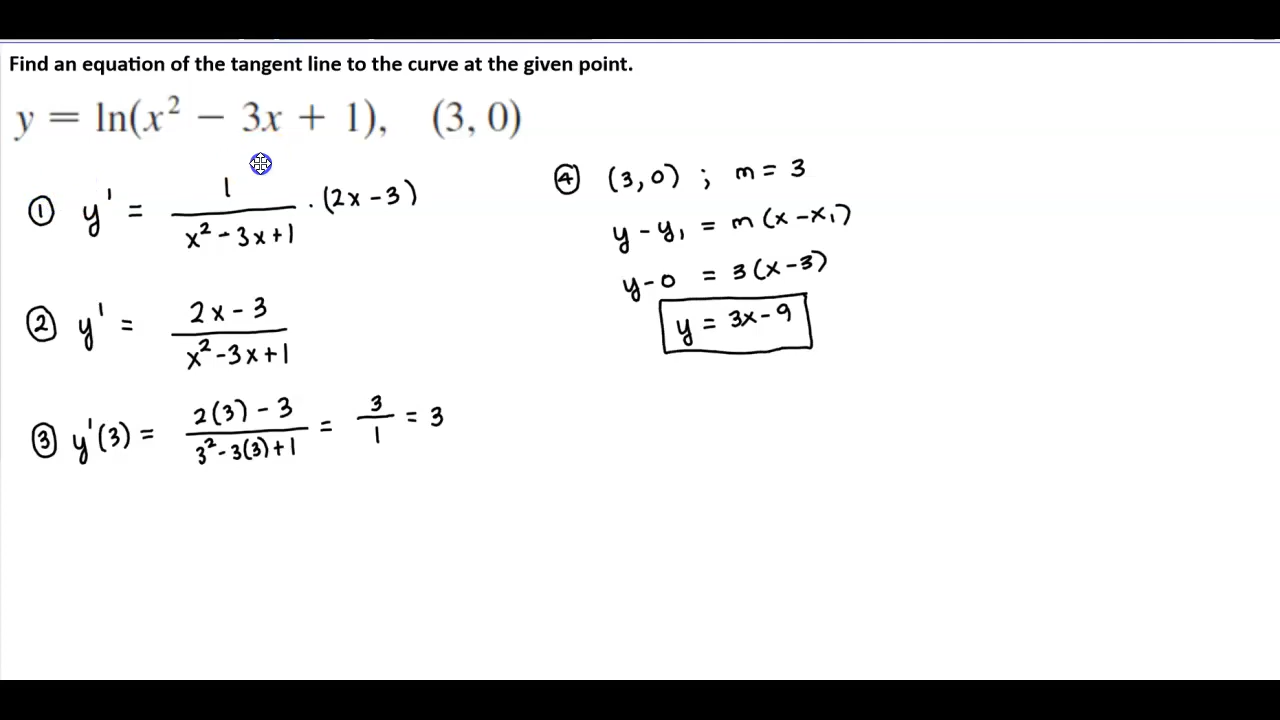 Find an equation of the tangent line to the curve at the given point.
y = ln(x² − 3x + 1), (3, 0)
① y' = 1/(x² - 3x + 1) · (2x - 3)
② y' = (2x - 3)/(x² - 3x + 1)
③ y'(3) = (2(3) - 3)/(3² - 3(3) + 1) = 3/1 = 3
④ (3, 0) ; m = 3
y - y₁ = m(x - x₁)
y - 0 = 3(x - 3)
y = 3x - 9